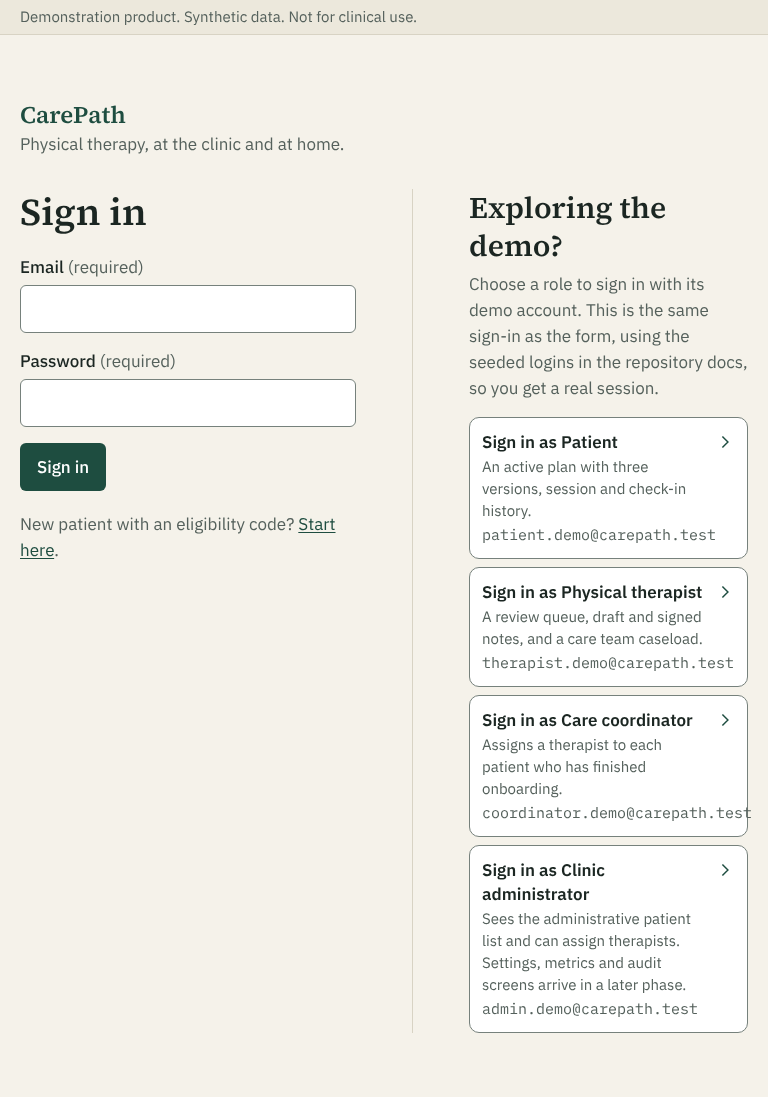 Demonstration product. Synthetic data. Not for clinical use.
CarePath
Physical therapy, at the clinic and at home.
Sign in
Email (required)
Password (required)
Sign in
New patient with an eligibility code? Start
here.
Exploring the
demo?
Choose a role to sign in with its
demo account. This is the same
sign-in as the form, using the
seeded logins in the repository docs,
so you get a real session.
Sign in as Patient
An active plan with three
versions, session and check-in
history.
patient.demo@carepath.test
Sign in as Physical therapist
A review queue, draft and signed
notes, and a care team caseload.
therapist.demo@carepath.test
Sign in as Care coordinator
Assigns a therapist to each
patient who has finished
onboarding.
coordinator.demo@carepath.test
Sign in as Clinic
administrator
Sees the administrative patient
list and can assign therapists.
Settings, metrics and audit
screens arrive in a later phase.
admin.demo@carepath.test